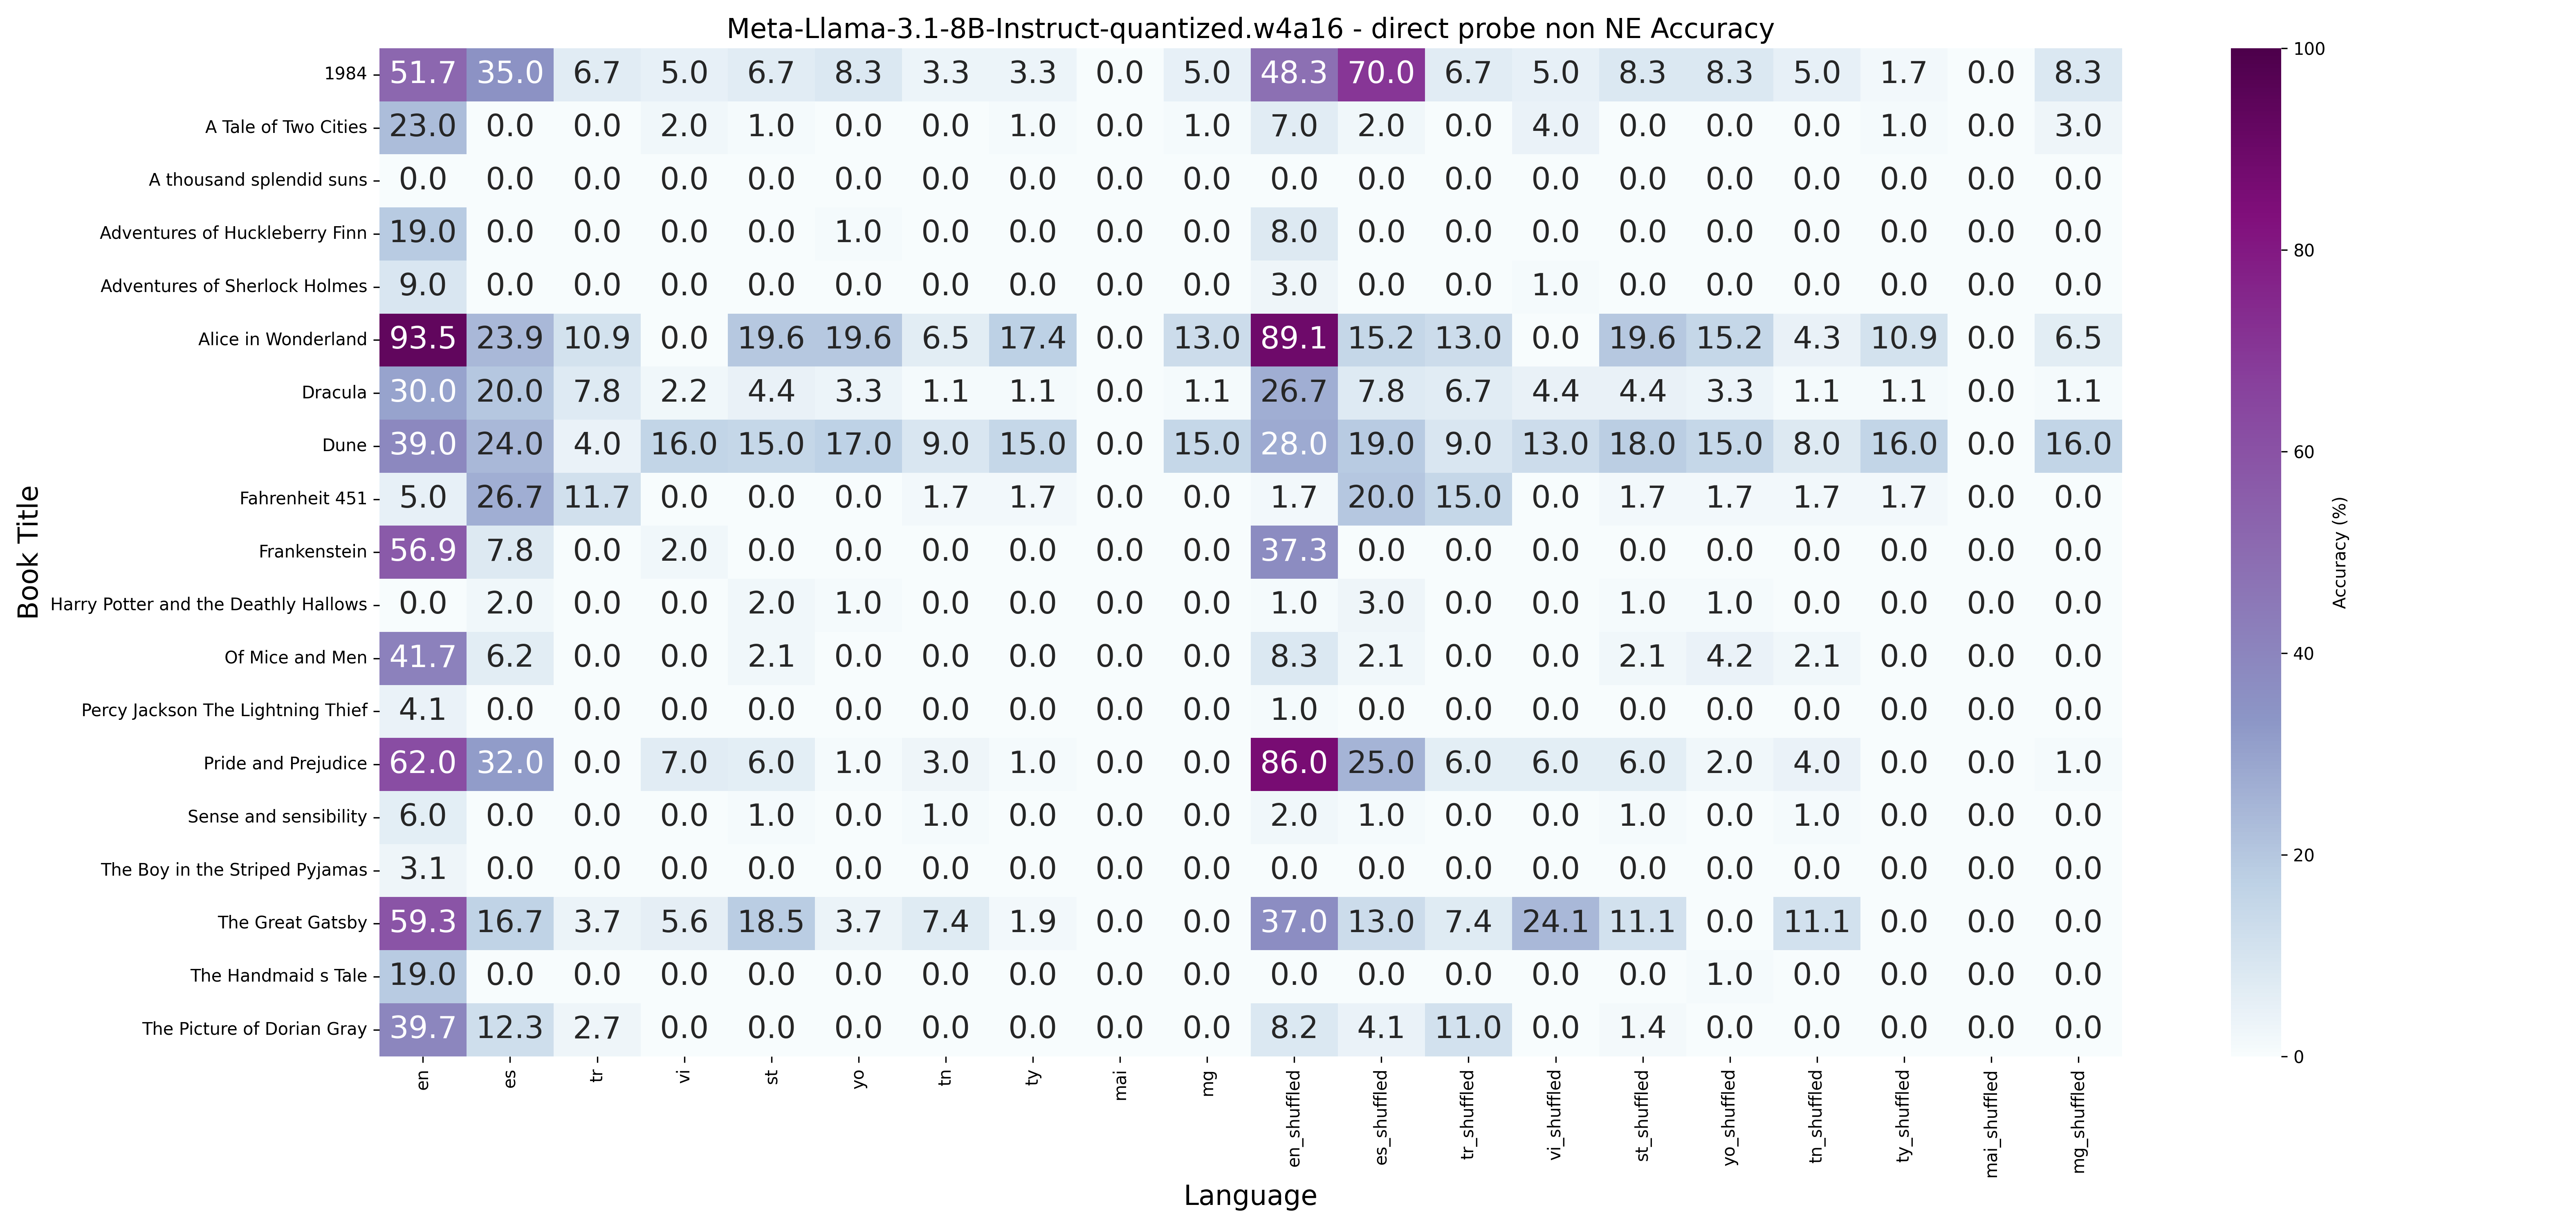 Meta-Llama-3.1-8B-Instruct-quantized.w4a16 - direct probe non NE Accuracy
Book Title
1984 51.7 35.0 6.7 5.0 6.7 8.3 3.3 3.3 0.0 5.0 48.3 70.0 6.7 5.0 8.3 8.3 5.0 1.7 0.0 8.3
A Tale of Two Cities 23.0 0.0 0.0 2.0 1.0 0.0 0.0 1.0 0.0 1.0 7.0 2.0 0.0 4.0 0.0 0.0 0.0 1.0 0.0 3.0
A thousand splendid suns 0.0 0.0 0.0 0.0 0.0 0.0 0.0 0.0 0.0 0.0 0.0 0.0 0.0 0.0 0.0 0.0 0.0 0.0 0.0 0.0
Adventures of Huckleberry Finn 19.0 0.0 0.0 0.0 0.0 1.0 0.0 0.0 0.0 0.0 8.0 0.0 0.0 0.0 0.0 0.0 0.0 0.0 0.0 0.0
Adventures of Sherlock Holmes 9.0 0.0 0.0 0.0 0.0 0.0 0.0 0.0 0.0 0.0 3.0 0.0 0.0 1.0 0.0 0.0 0.0 0.0 0.0 0.0
Alice in Wonderland 93.5 23.9 10.9 0.0 19.6 19.6 6.5 17.4 0.0 13.0 89.1 15.2 13.0 0.0 19.6 15.2 4.3 10.9 0.0 6.5
Dracula 30.0 20.0 7.8 2.2 4.4 3.3 1.1 1.1 0.0 1.1 26.7 7.8 6.7 4.4 4.4 3.3 1.1 1.1 0.0 1.1
Dune 39.0 24.0 4.0 16.0 15.0 17.0 9.0 15.0 0.0 15.0 28.0 19.0 9.0 13.0 18.0 15.0 8.0 16.0 0.0 16.0
Fahrenheit 451 5.0 26.7 11.7 0.0 0.0 0.0 1.7 1.7 0.0 0.0 1.7 20.0 15.0 0.0 1.7 1.7 1.7 1.7 0.0 0.0
Frankenstein 56.9 7.8 0.0 2.0 0.0 0.0 0.0 0.0 0.0 0.0 37.3 0.0 0.0 0.0 0.0 0.0 0.0 0.0 0.0 0.0
Harry Potter and the Deathly Hallows 0.0 2.0 0.0 0.0 2.0 1.0 0.0 0.0 0.0 0.0 1.0 3.0 0.0 0.0 1.0 1.0 0.0 0.0 0.0 0.0
Of Mice and Men 41.7 6.2 0.0 0.0 2.1 0.0 0.0 0.0 0.0 0.0 8.3 2.1 0.0 0.0 2.1 4.2 2.1 0.0 0.0 0.0
Percy Jackson The Lightning Thief 4.1 0.0 0.0 0.0 0.0 0.0 0.0 0.0 0.0 0.0 1.0 0.0 0.0 0.0 0.0 0.0 0.0 0.0 0.0 0.0
Pride and Prejudice 62.0 32.0 0.0 7.0 6.0 1.0 3.0 1.0 0.0 0.0 86.0 25.0 6.0 6.0 6.0 2.0 4.0 0.0 0.0 1.0
Sense and sensibility 6.0 0.0 0.0 0.0 1.0 0.0 1.0 0.0 0.0 0.0 2.0 1.0 0.0 0.0 1.0 0.0 1.0 0.0 0.0 0.0
The Boy in the Striped Pyjamas 3.1 0.0 0.0 0.0 0.0 0.0 0.0 0.0 0.0 0.0 0.0 0.0 0.0 0.0 0.0 0.0 0.0 0.0 0.0 0.0
The Great Gatsby 59.3 16.7 3.7 5.6 18.5 3.7 7.4 1.9 0.0 0.0 37.0 13.0 7.4 24.1 11.1 0.0 11.1 0.0 0.0 0.0
The Handmaid s Tale 19.0 0.0 0.0 0.0 0.0 0.0 0.0 0.0 0.0 0.0 0.0 0.0 0.0 0.0 0.0 1.0 0.0 0.0 0.0 0.0
The Picture of Dorian Gray 39.7 12.3 2.7 0.0 0.0 0.0 0.0 0.0 0.0 0.0 8.2 4.1 11.0 0.0 1.4 0.0 0.0 0.0 0.0 0.0
en es tr vi st yo tn ty mai mg en_shuffled es_shuffled tr_shuffled vi_shuffled st_shuffled yo_shuffled tn_shuffled ty_shuffled mai_shuffled mg_shuffled
Language
100
80
60
40
20
0
Accuracy (%)